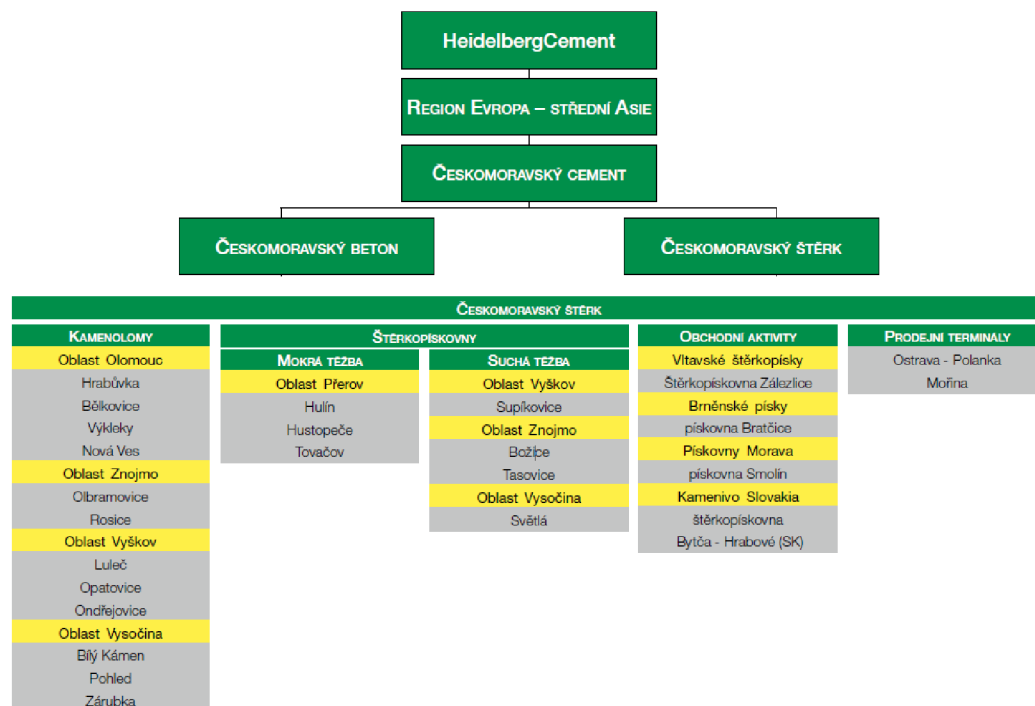 HeidelbergCement
REGION EVROPA – STŘEDNÍ ASIE
ČESKOMORAVSKÝ CEMENT
ČESKOMORAVSKÝ BETON
ČESKOMORAVSKÝ ŠTĚRK
ČESKOMORAVSKÝ ŠTĚRK
KAMENOLOMY
Oblast Olomouc
Hrabůvka
Bělkovice
Výkleky
Nová Ves
Oblast Znojmo
Olbramovice
Rosice
Oblast Vyškov
Luleč
Opatovice
Ondřejovice
Oblast Vysočina
Bílý Kámen
Pohled
Zárubka
ŠTĚRKOPÍSKOVNY
MOKRÁ TĚŽBA
Oblast Přerov
Hulín
Hustopeče
Tovačov
SUCHÁ TĚŽBA
Oblast Vyškov
Supíkovice
Oblast Znojmo
Božice
Tasovice
Oblast Vysočina
Světlá
OBCHODNÍ AKTIVITY
Vltavské štěrkopísky
Štěrkopískovna Zálezlice
Brněnské písky
pískovna Bratčice
Pískovny Morava
pískovna Smolín
Kamenivo Slovakia
štěrkopískovna
Bytča - Hrabové (SK)
PRODEJNÍ TERMINÁLY
Ostrava - Polanka
Mořina